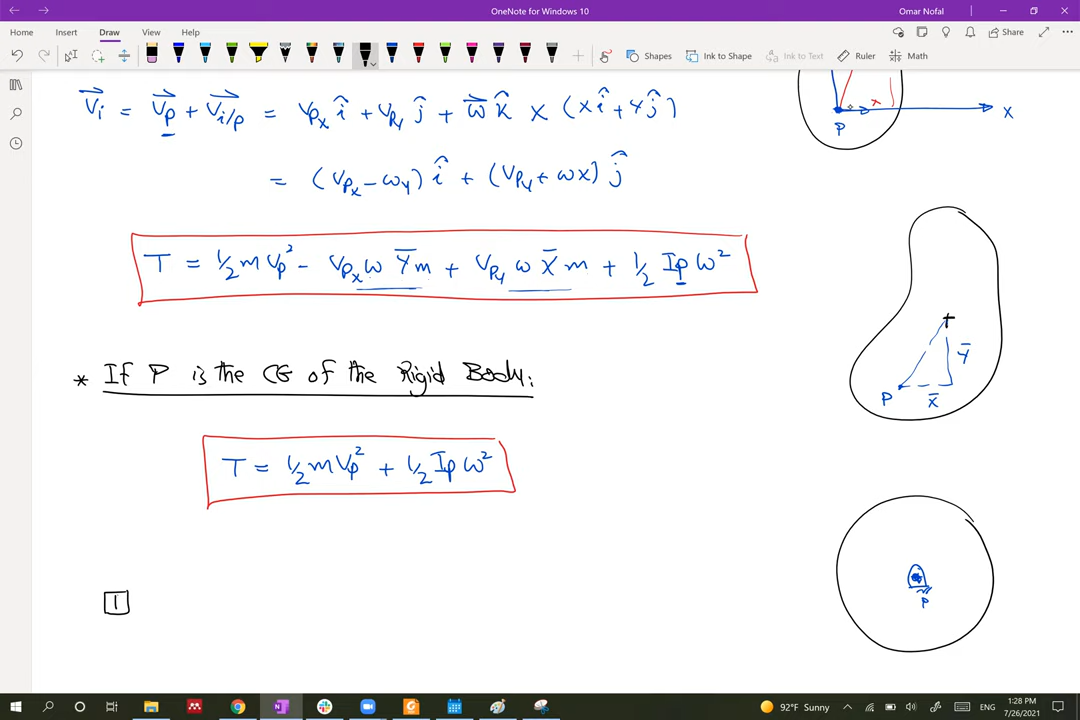 OneNote for Windows 10
Omar Nofal
Home Insert Draw View Help Share
Shapes Ink to Shape Ink to Text Ruler Math
V⃗i = V⃗p + V⃗i/p = VPx î + VPy ĵ + ω⃗ k̂ × (x î + y ĵ)
= (VPx − ωy) î + (VPy + ωx) ĵ
T = 1/2 m Vp² − VPx ω Ȳ m + VPy ω X̄ m + 1/2 Ip ω²
* If P is the CG of the Rigid Body:
T = 1/2 m Vp² + 1/2 Ip ω²
1
x
P
X
Ȳ
P
X̄
P
92°F Sunny
ENG
1:28 PM
7/26/2021